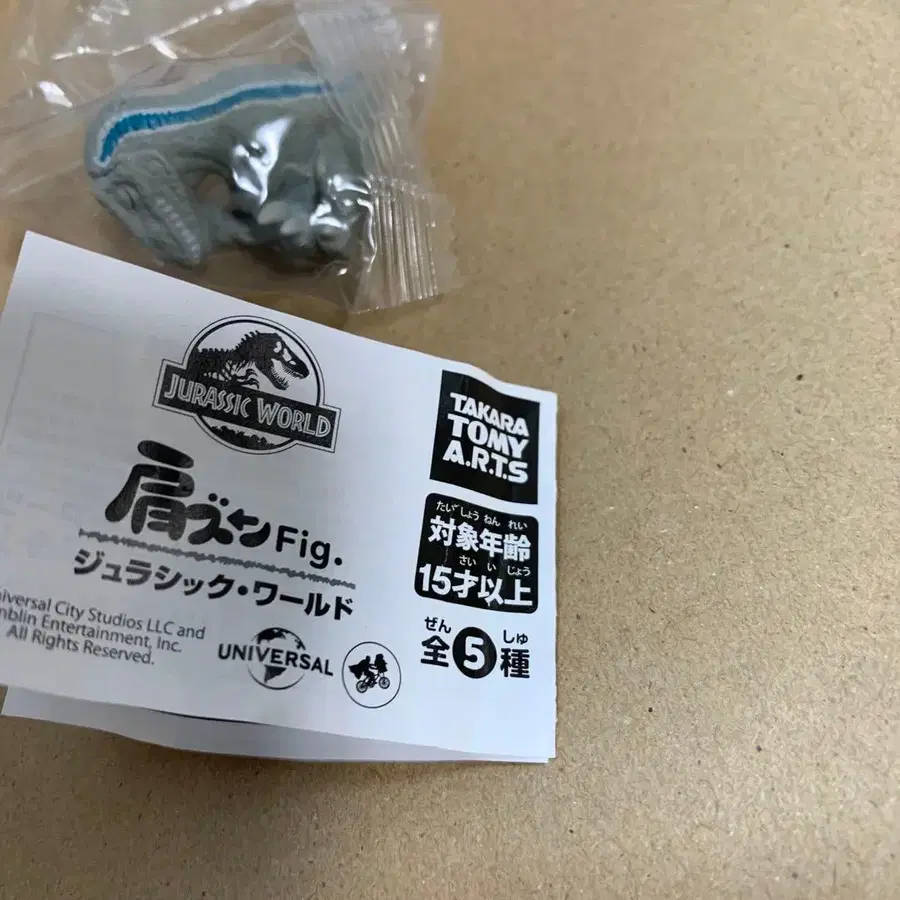 JURASSIC WORLD
肩ズンFig.
ジュラシック・ワールド
Universal City Studios LLC and
Amblin Entertainment, Inc.
All Rights Reserved.
UNIVERSAL
TAKARA
TOMY
A.R.T.S
たいしょうねんれい
対象年齢
さいいじょう
15才以上
ぜん しゅ
全5種